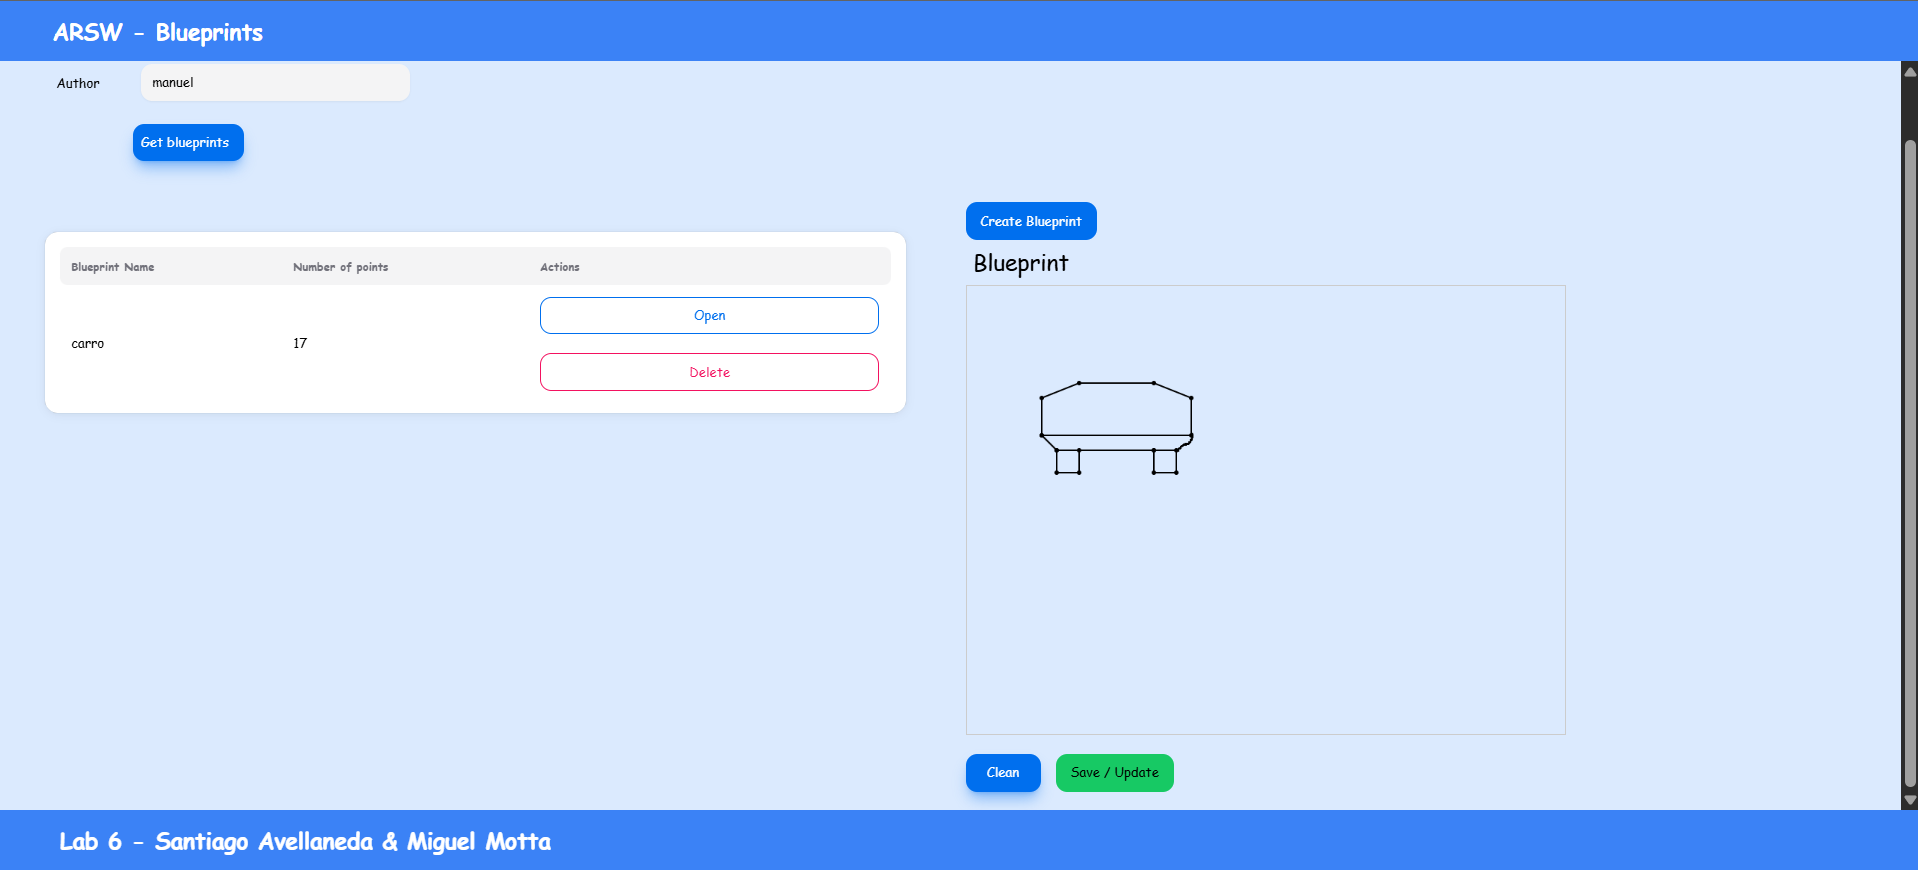 ARSW - Blueprints
Author
manuel
Get blueprints
Blueprint Name Number of points Actions
carro 17
Open
Delete
Create Blueprint
Blueprint
Clean Save / Update
Lab 6 - Santiago Avellaneda & Miguel Motta